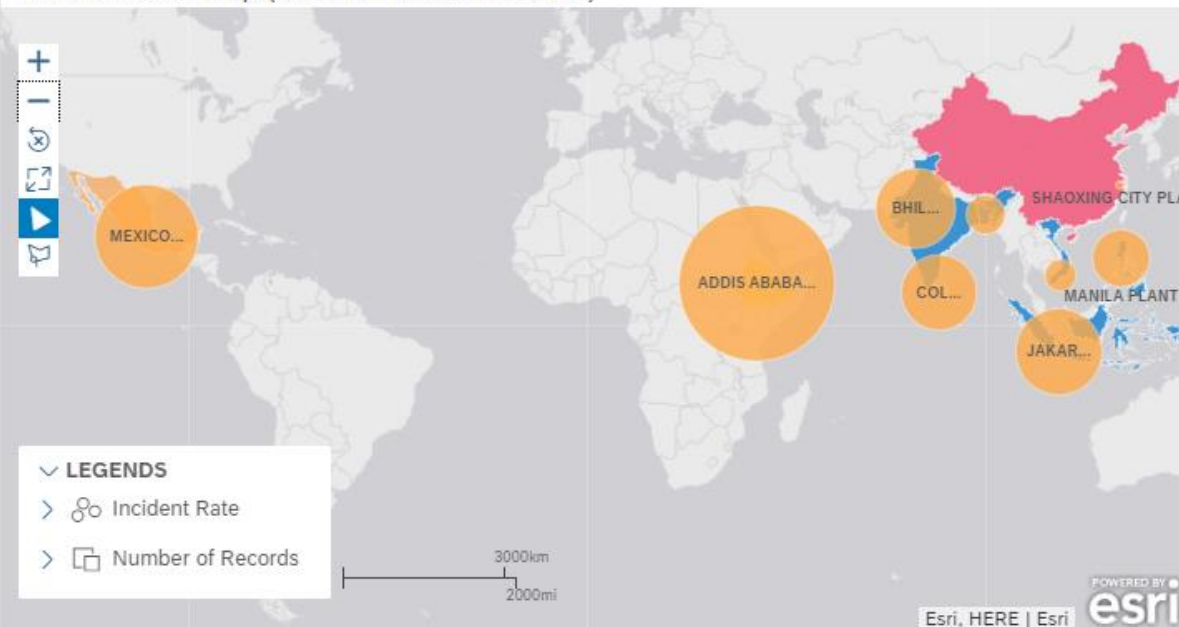 MEXICO...
ADDIS ABABA...
BHIL...
SHAOXING CITY PLA
COL...
MANILA PLANT
JAKAR...
LEGENDS
Incident Rate
Number of Records
3000km
2000mi
POWERED BY
esri
Esri, HERE | Esri